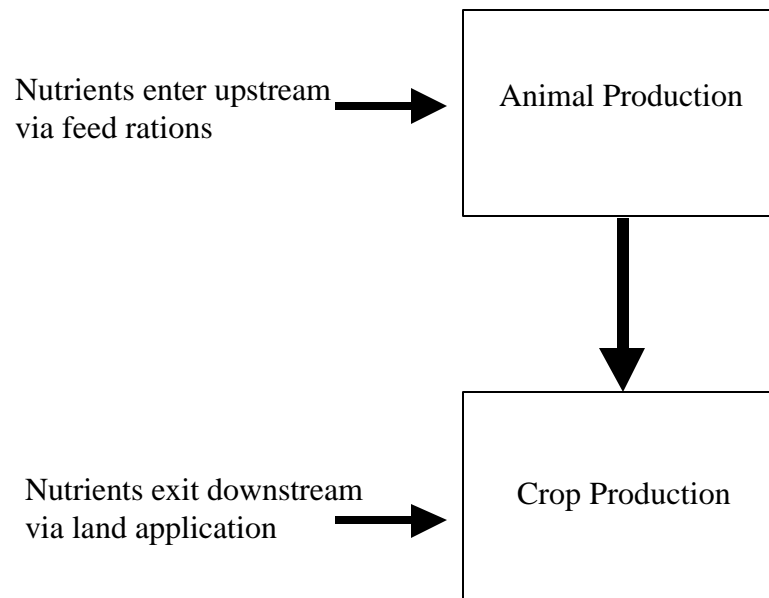 Nutrients enter upstream
via feed rations
Animal Production
Nutrients exit downstream
via land application
Crop Production